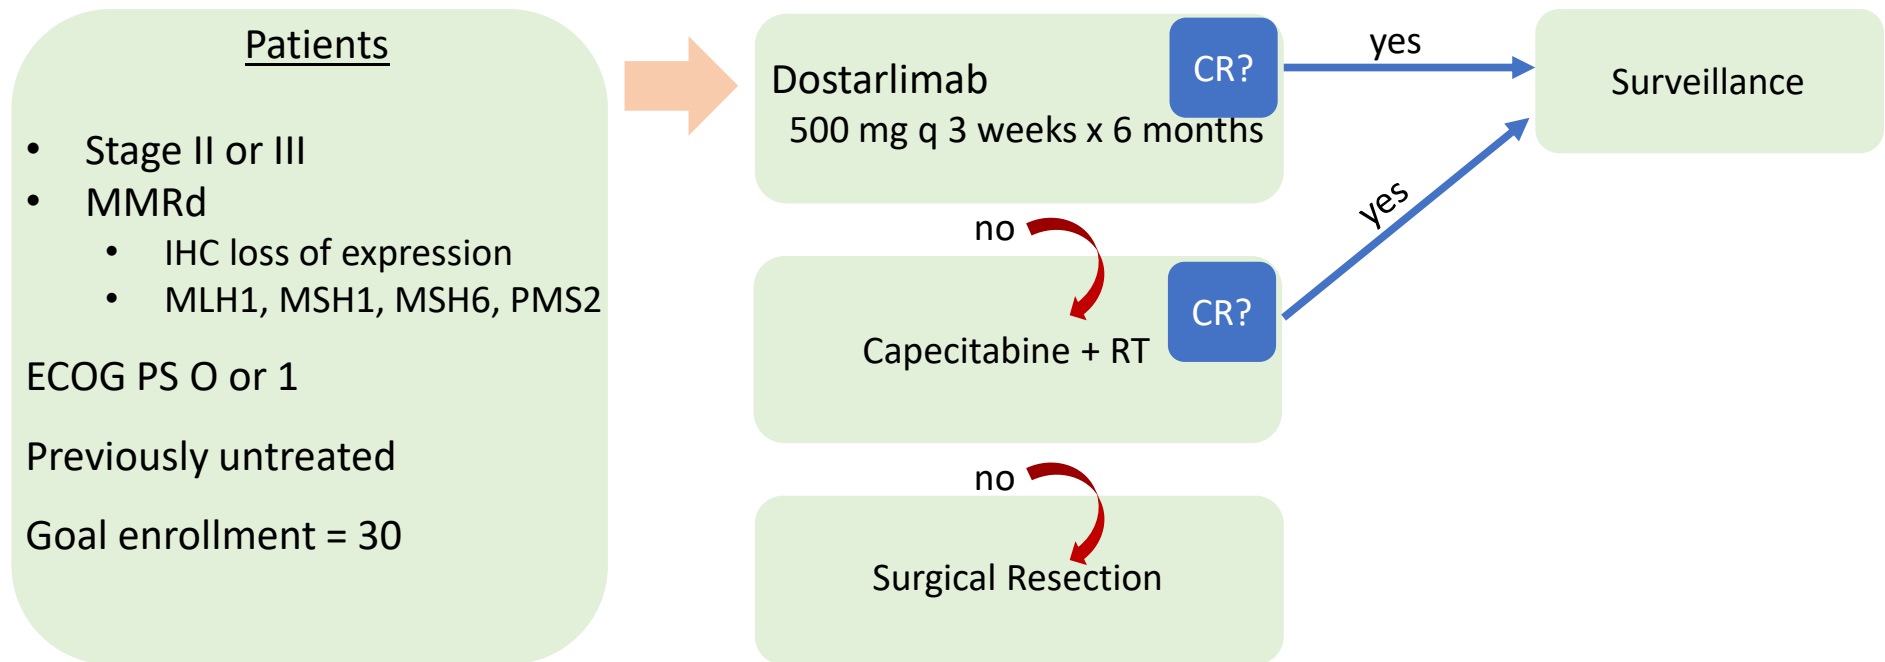 Patients
• Stage II or III
• MMRd
• IHC loss of expression
• MLH1, MSH1, MSH6, PMS2
ECOG PS O or 1
Previously untreated
Goal enrollment = 30
Dostarlimab
500 mg q 3 weeks x 6 months
CR?
yes
Surveillance
no
Capecitabine + RT
CR?
yes
no
Surgical Resection